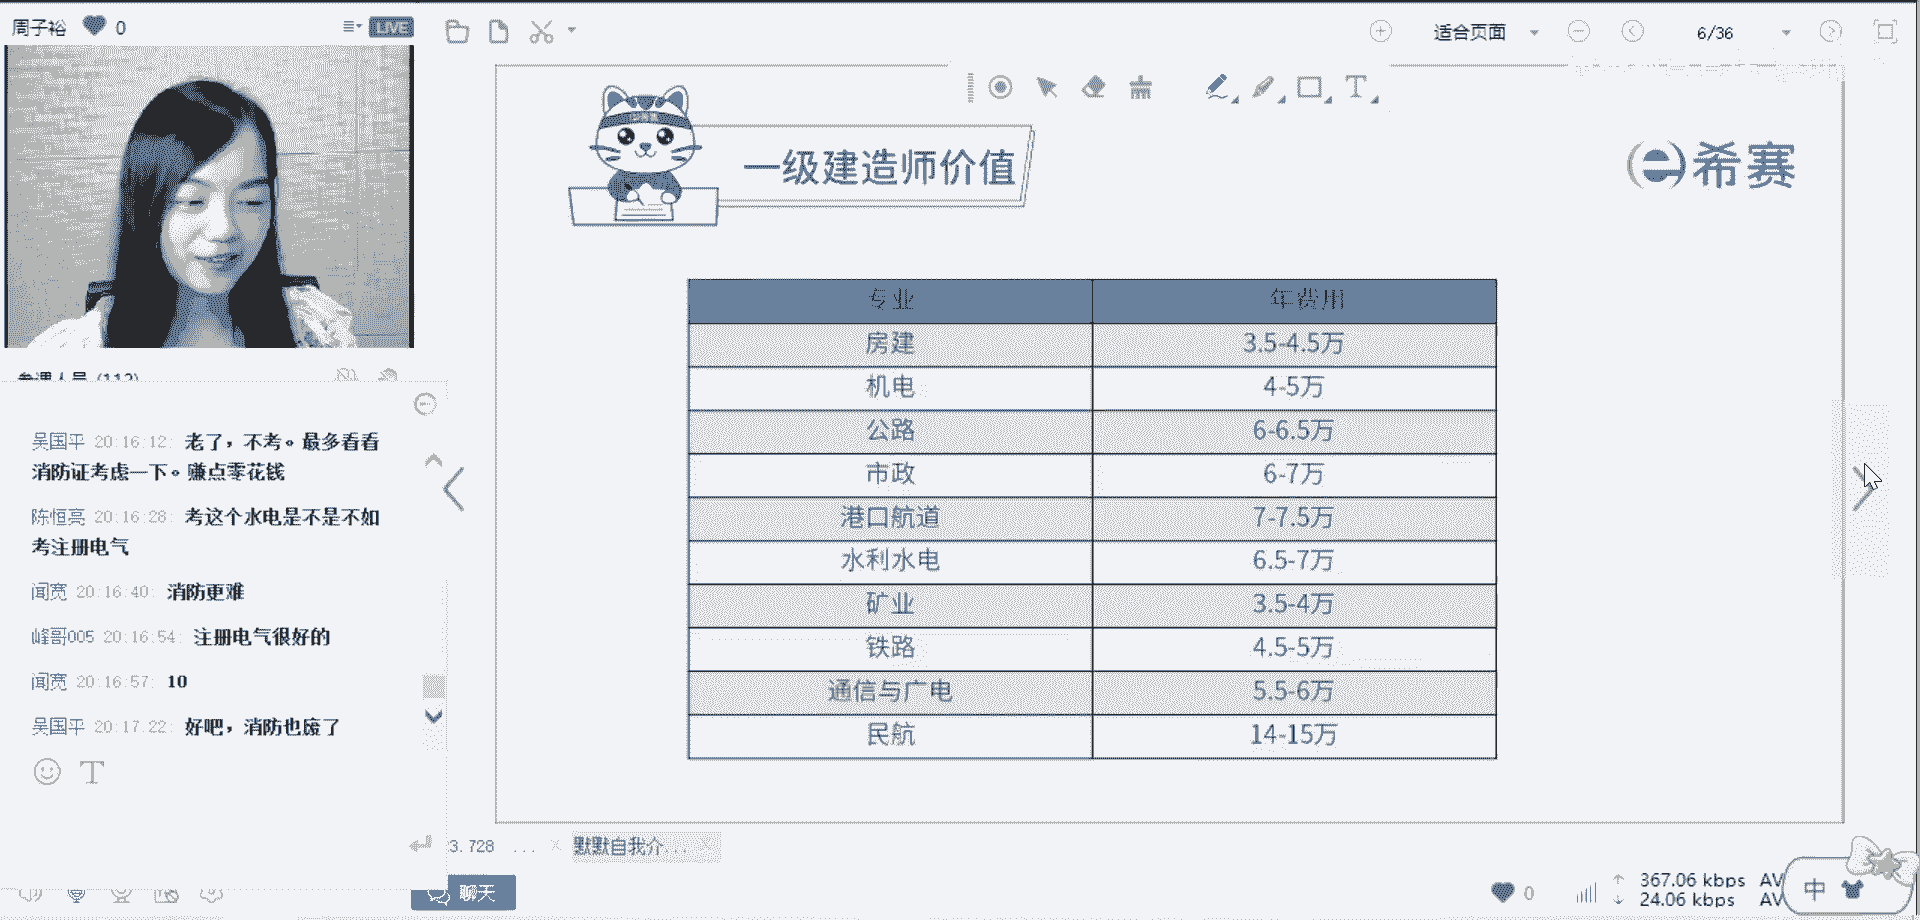 周子裕 0 LIVE
适合页面 6/36
一级建造师价值
希赛
专业 年费用
房建 3.5-4.5万
机电 4-5万
公路 6-6.5万
市政 6-7万
港口航道 7-7.5万
水利水电 6.5-7万
矿业 3.5-4万
铁路 4.5-5万
通信与广电 5.5-6万
民航 14-15万
吴国平 20:16:12: 老了，不考。最多看看
消防证考虑一下。赚点零花钱
陈恒亮 20:16:28: 考这个水电是不是不如
考注册电气
闻宽 20:16:40: 消防更难
峰哥005 20:16:54: 注册电气很好的
闻宽 20:16:57: 10
吴国平 20:17:22: 好吧，消防也废了
3.728 ... 默默自我介...
聊天
0 367.06 kbps AV
24.06 kbps AV
中